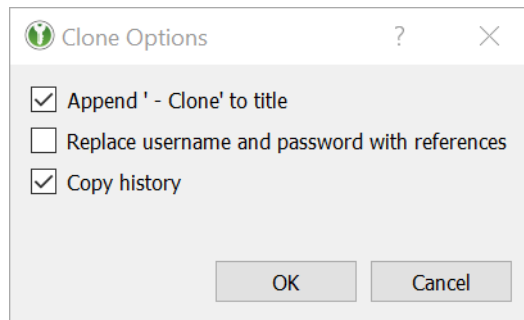 Clone Options
?
Append ' - Clone' to title
Replace username and password with references
Copy history
OK
Cancel